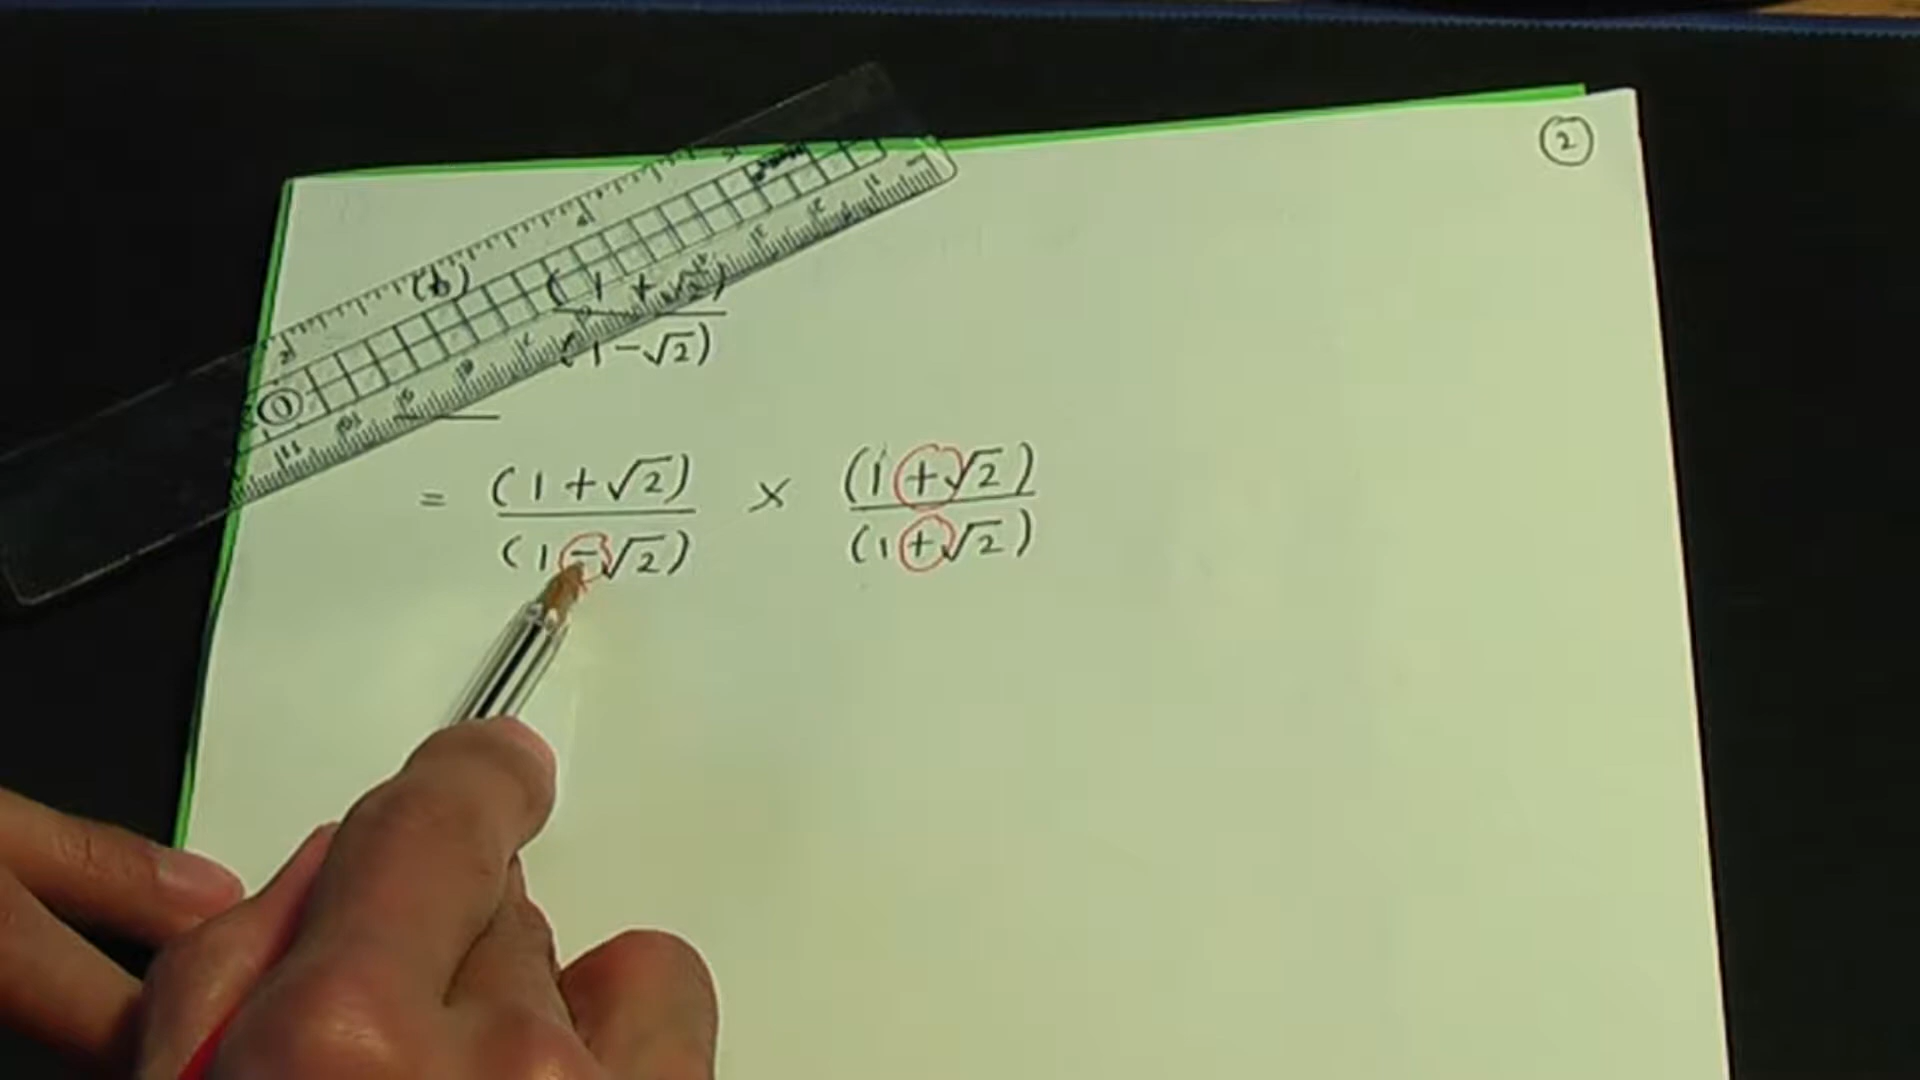 2
(b) (1 + √2)
(1 - √2)
= (1 + √2) × (1 + √2)
(1 - √2) (1 + √2)